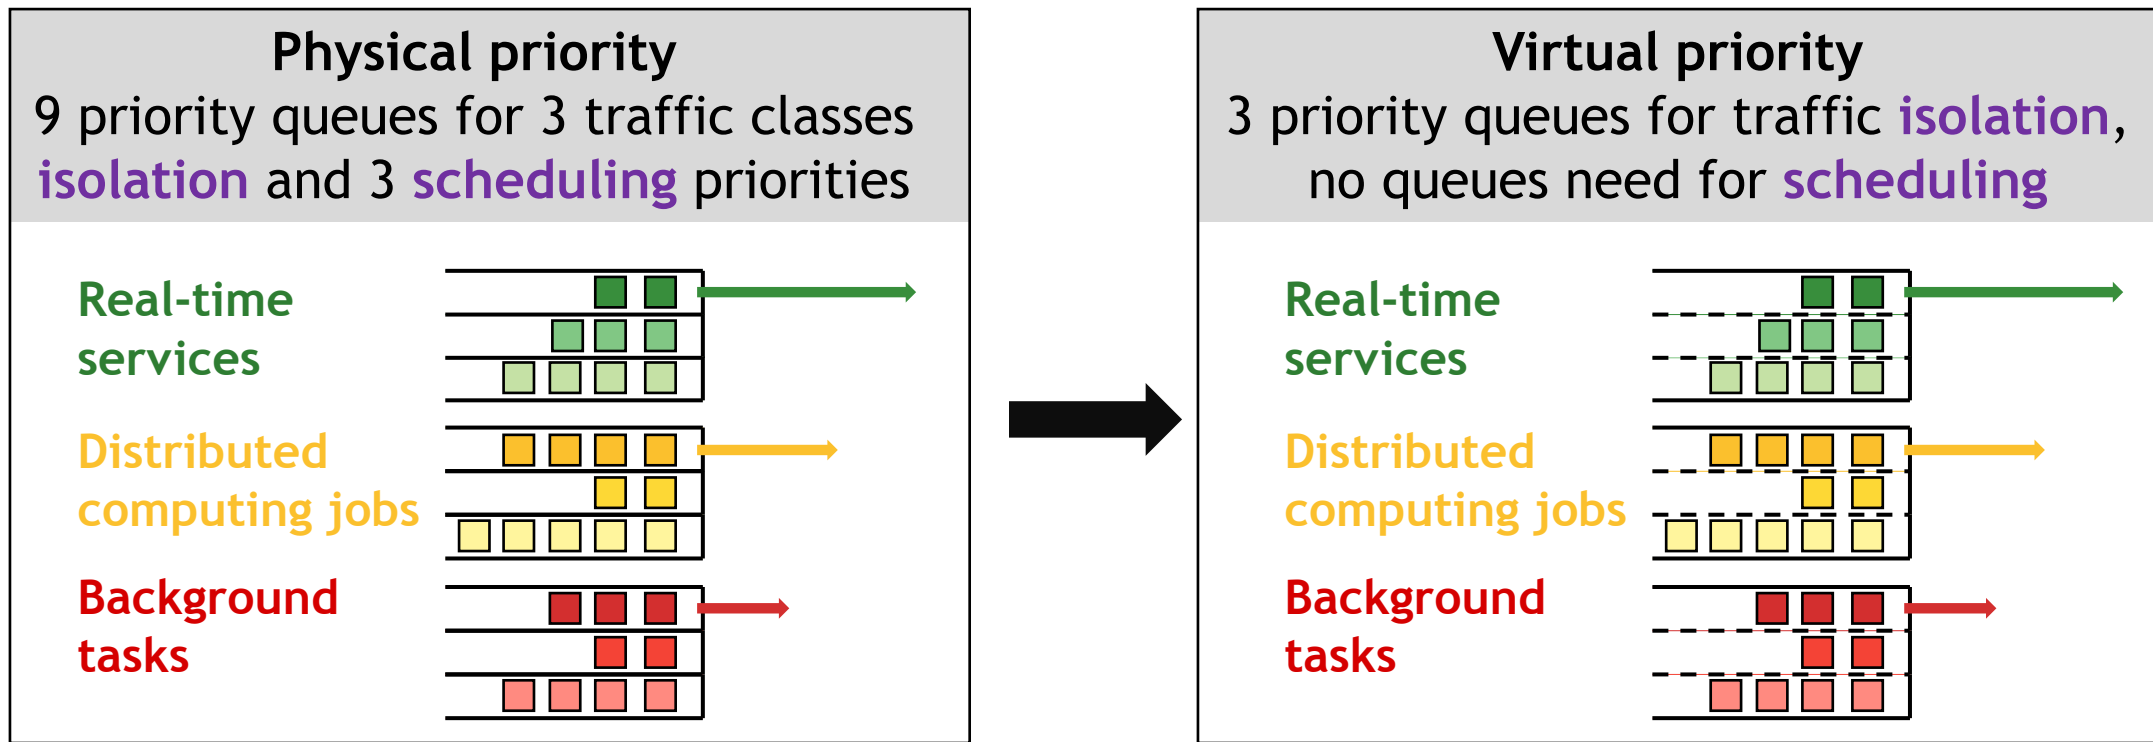 Physical priority
9 priority queues for 3 traffic classes
isolation and 3 scheduling priorities
Real-time
services
Distributed
computing jobs
Background
tasks
Virtual priority
3 priority queues for traffic isolation,
no queues need for scheduling
Real-time
services
Distributed
computing jobs
Background
tasks